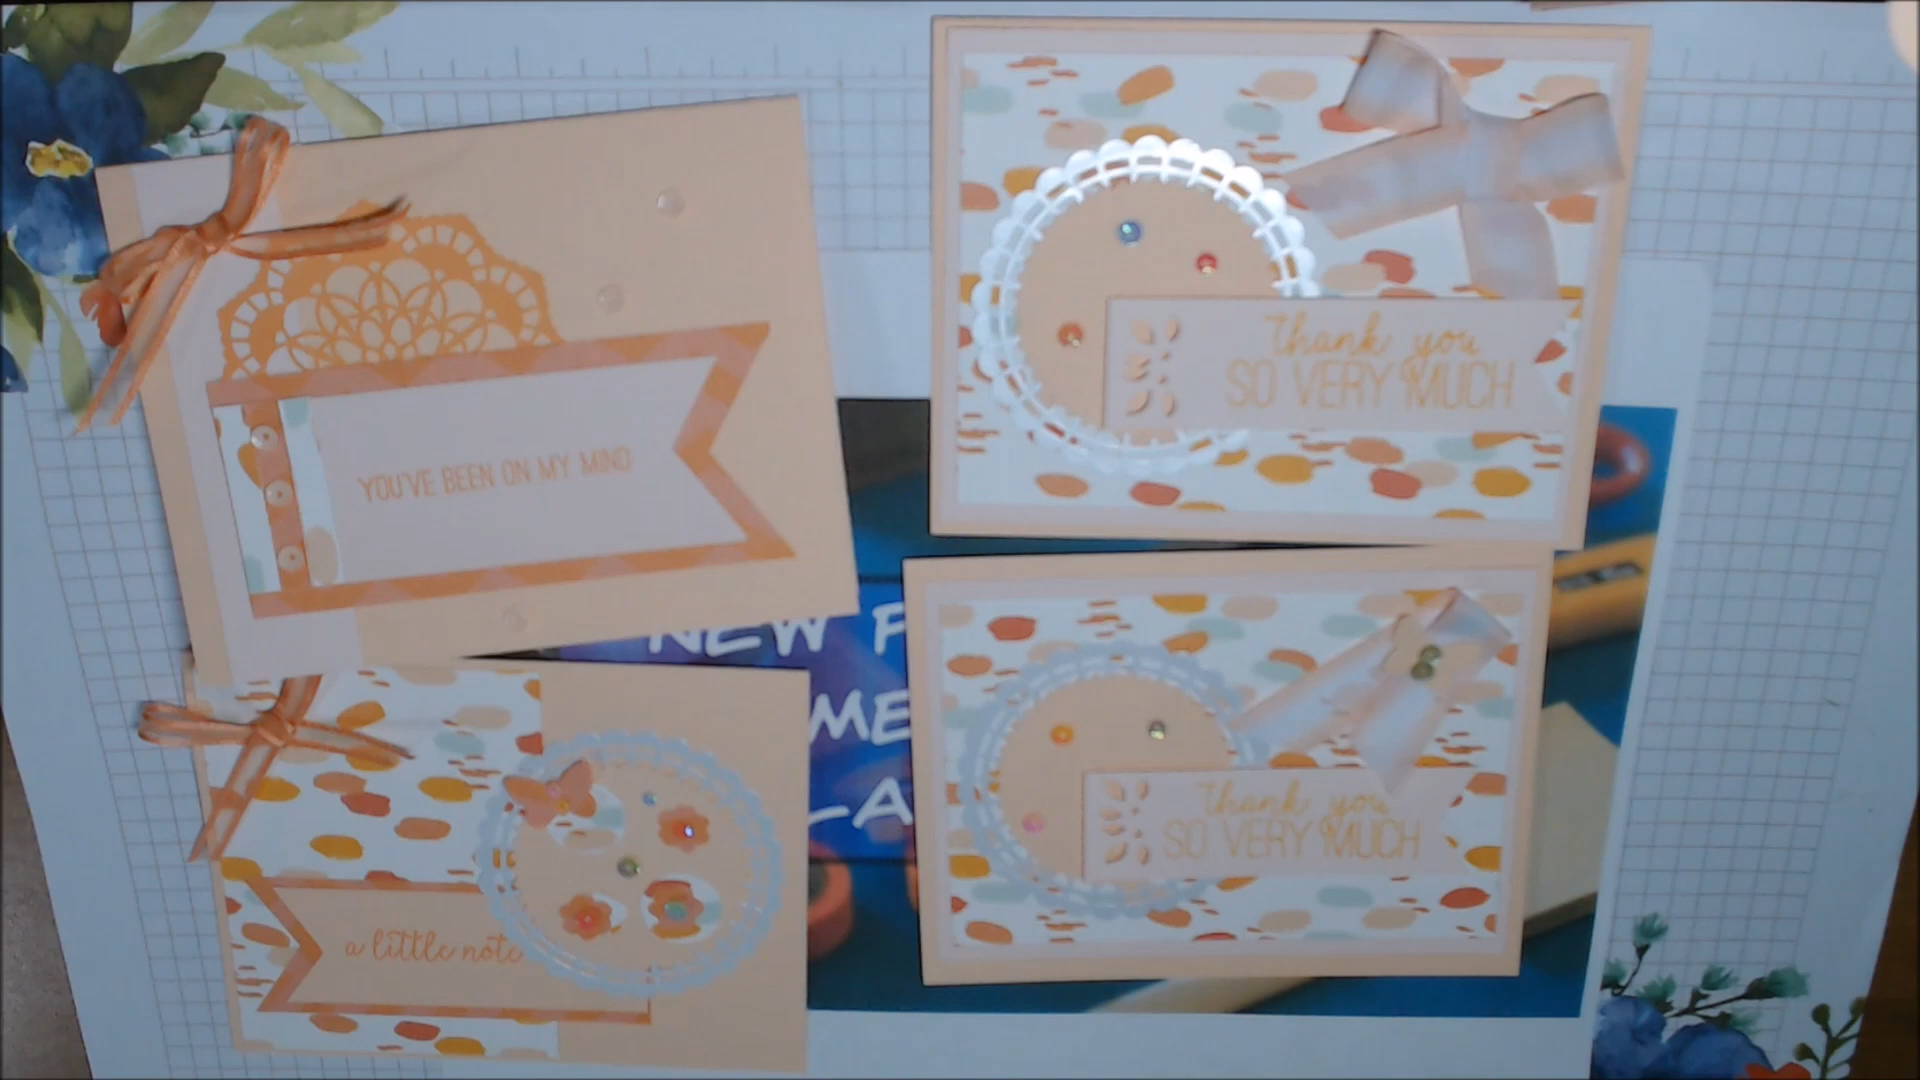 YOU'VE BEEN ON MY MIND
a little note
Thank you
SO VERY MUCH
Thank you
SO VERY MUCH
NEW